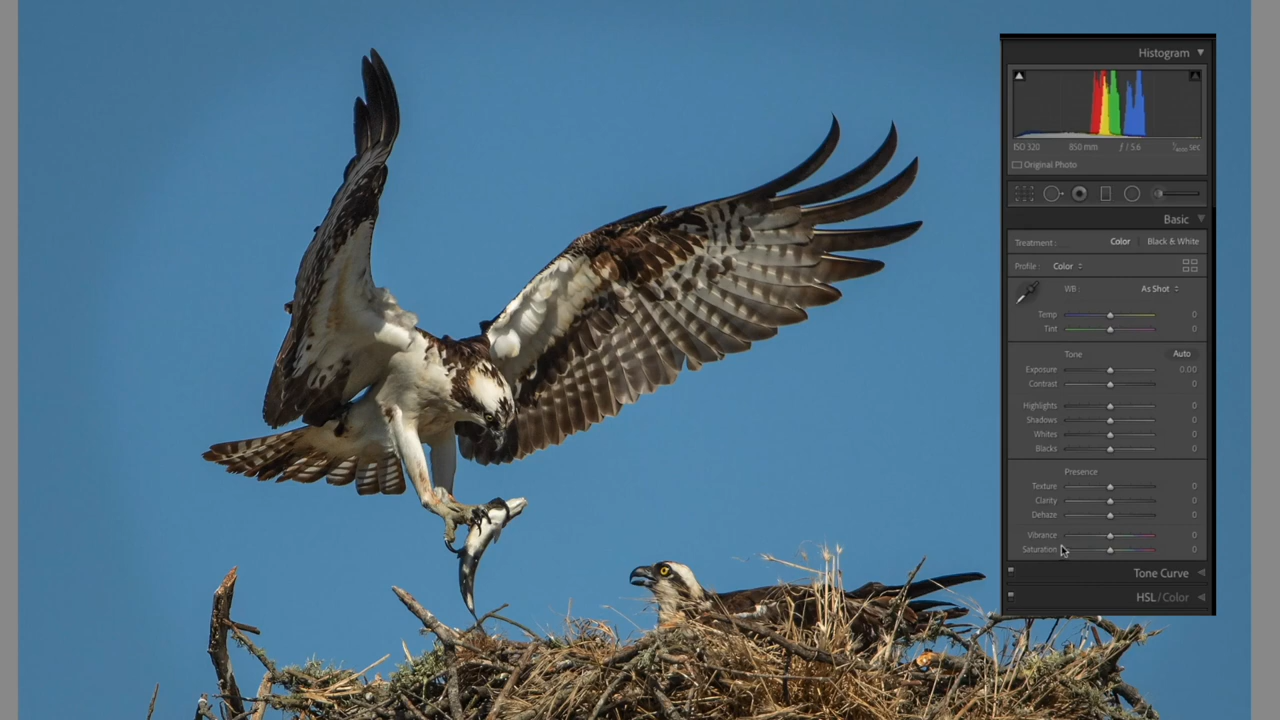 Histogram
ISO 320 850 mm f / 5.6 sec
Original Photo
Basic
Treatment : Color Black & White
Profile : Color
WB : As Shot
Temp 0
Tint 0
Tone Auto
Exposure 0.00
Contrast 0
Highlights 0
Shadows 0
Whites 0
Blacks 0
Presence
Texture 0
Clarity 0
Dehaze 0
Vibrance 0
Saturation 0
Tone Curve
HSL / Color